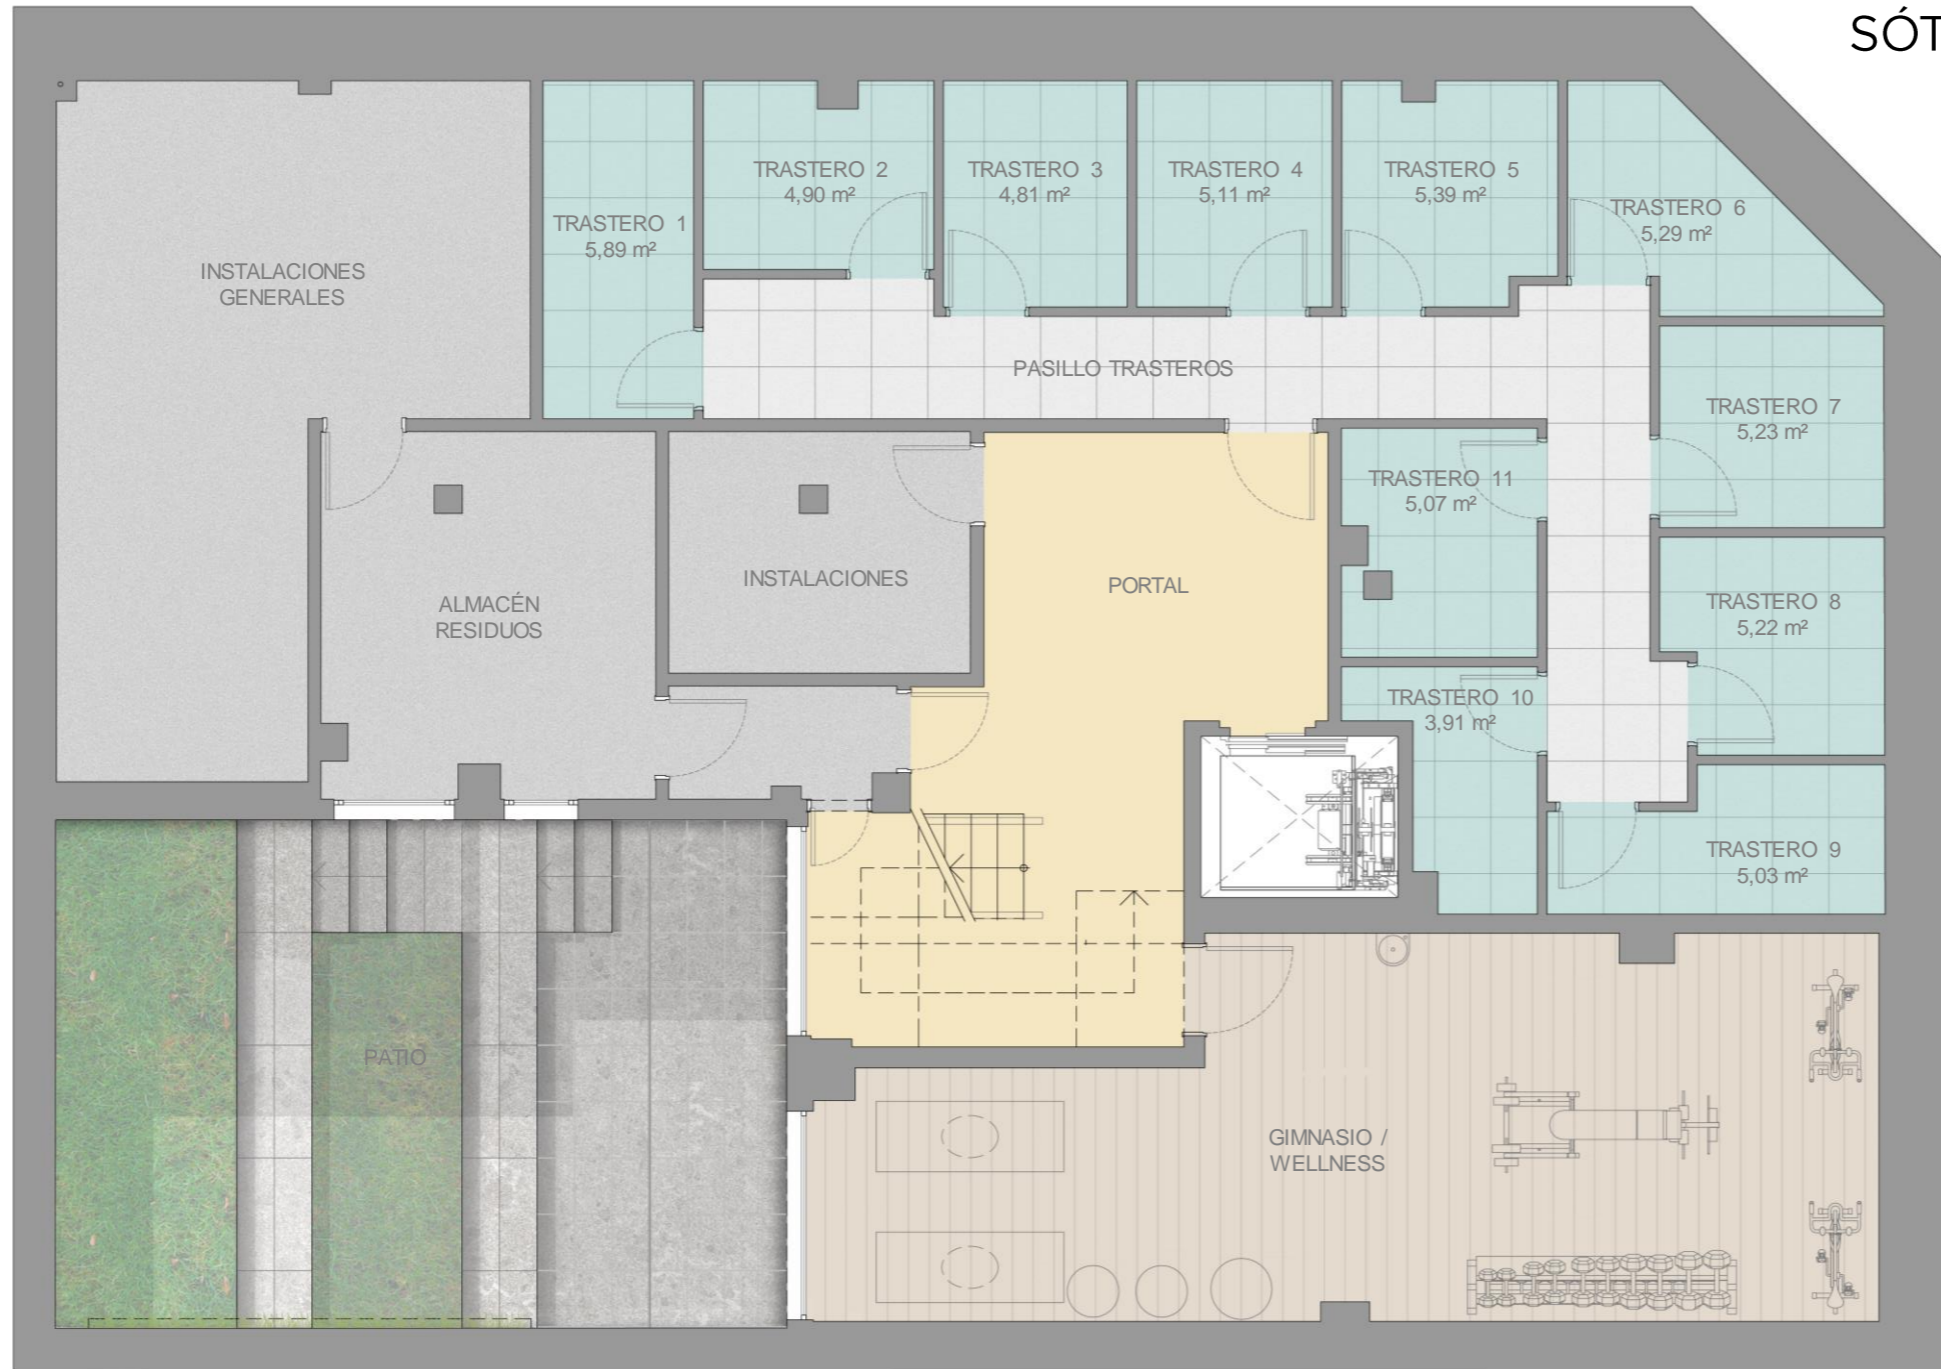 SÓT
TRASTERO 1
5,89 m²
TRASTERO 2
4,90 m²
TRASTERO 3
4,81 m²
TRASTERO 4
5,11 m²
TRASTERO 5
5,39 m²
TRASTERO 6
5,29 m²
INSTALACIONES
GENERALES
PASILLO TRASTEROS
TRASTERO 7
5,23 m²
TRASTERO 11
5,07 m²
INSTALACIONES
PORTAL
ALMACÉN
RESIDUOS
TRASTERO 8
5,22 m²
TRASTERO 10
3,91 m²
TRASTERO 9
5,03 m²
PATIO
GIMNASIO /
WELLNESS